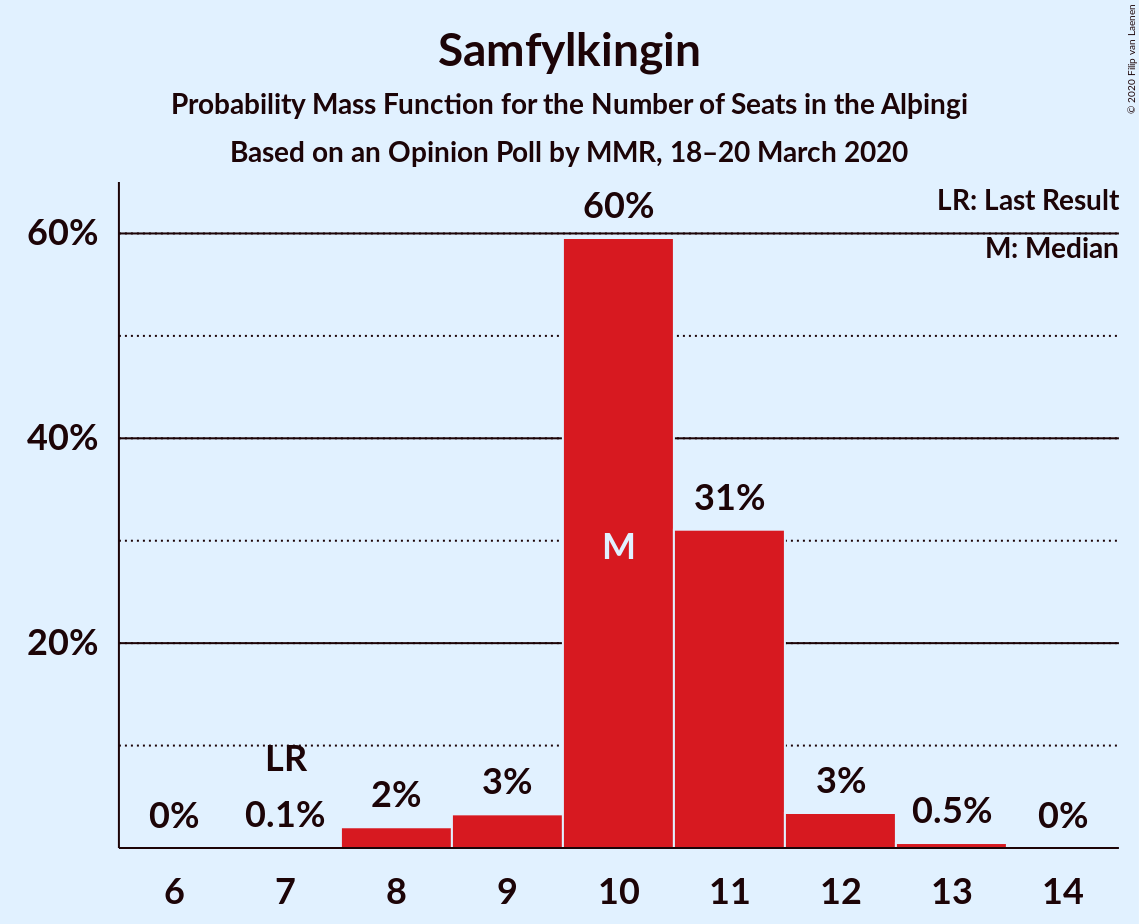 Samfylkingin
Probability Mass Function for the Number of Seats in the Alþingi
Based on an Opinion Poll by MMR, 18–20 March 2020
© 2020 Filip van Laenen
LR: Last Result
M: Median
60%
40%
20%
0%
LR
0.1%
2%
3%
60%
M
31%
3%
0.5%
0%
6 7 8 9 10 11 12 13 14